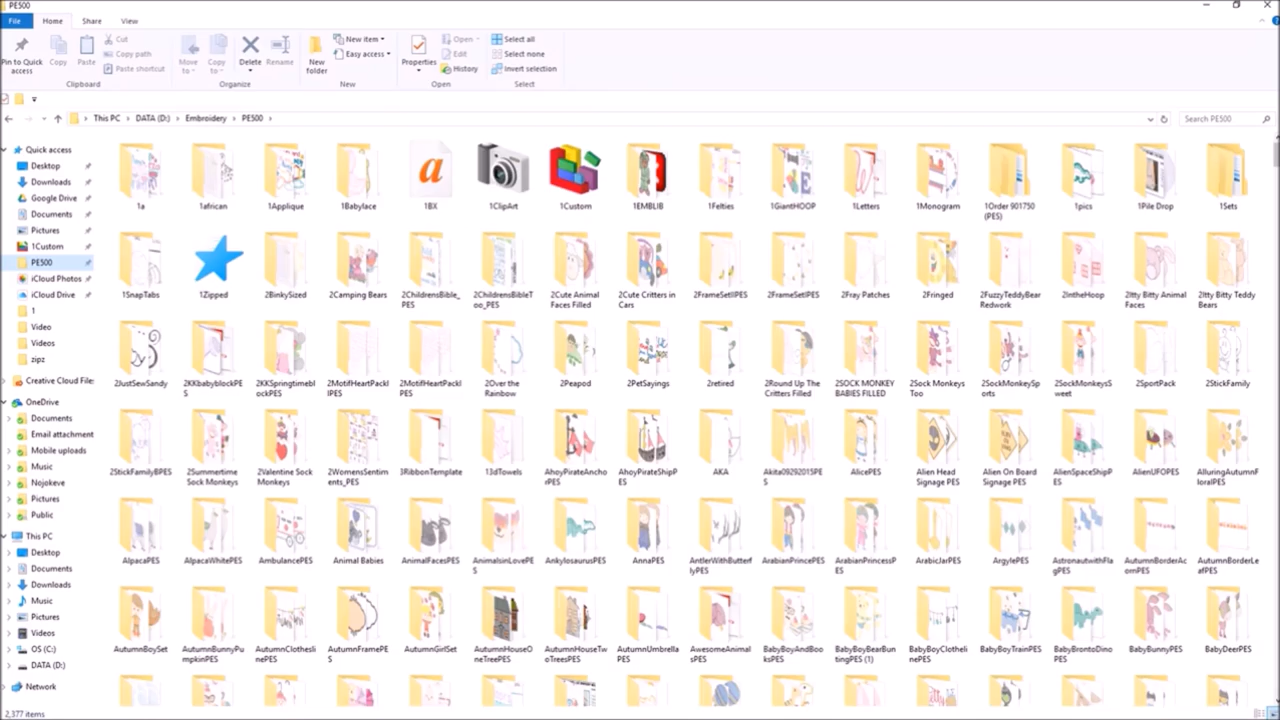 PE500
File Home Share View
Pin to Quick access
Copy
Paste
Cut
Copy path
Paste shortcut
Move to
Copy to
Delete
Rename
New folder
New item
Easy access
Properties
Open
Edit
History
Select all
Select none
Invert selection
Clipboard Organize New Open Select
This PC > DATA (D:) > Embroidery > PE500 >
Search PE500
Quick access
Desktop
Downloads
Google Drive
Documents
Pictures
1Custom
PE500
iCloud Photos
iCloud Drive
1
Video
Videos
zipz
Creative Cloud File:
OneDrive
Documents
Email attachment
Mobile uploads
Music
Nojokeve
Pictures
Public
This PC
Desktop
Documents
Downloads
Music
Pictures
Videos
OS (C:)
DATA (D:)
Network
1a 1african 1Applique 1Babylace 1BX 1ClipArt 1Custom 1EMBLIB 1Felties 1GiantHOOP 1Letters 1Monogram 1Order 901750 (PES) 1pics 1Pile Drop 1Sets
1SnapTabs 1Zipped 2BinkySized 2Camping Bears 2ChildrensBible_PES 2ChildrensBibleToo_PES 2Cute Animal Faces Filled 2Cute Critters in Cars 2FrameSetIIPES 2FrameSetIPES 2Fray Patches 2Fringed 2FuzzyTeddyBearRedwork 2IntheHoop 2Itty Bitty Animal Faces 2Itty Bitty Teddy Bears
2JustSewSandy 2KKbabyblockPES 2KKSpringtimeblockPES 2MotifHeartPackIIPES 2MotifHeartPackIPES 2Over the Rainbow 2Peapod 2PetSayings 2retired 2Round Up The Critters Filled 2SOCK MONKEY BABIES FILLED 2Sock Monkeys Too 2SockMonkeySports 2SockMonkeysSweet 2SportPack 2StickFamily
2StickFamilyBPES 2Summertime Sock Monkeys 2Valentine Sock Monkeys 2WomensSentiments_PES 3RibbonTemplate 13dTowels AhoyPirateAnchorPES AhoyPirateShipPES AKA Akita09292015PES AlicePES Alien Head Signage PES Alien On Board Signage PES AlienSpaceShipPES AlienUFOPES AlluringAutumnFloralPES
AlpacaPES AlpacaWhitePES AmbulancePES Animal Babies AnimalFacesPES AnimalsinLovePES AnkylosaurusPES AnnaPES AntlerWithButterflyPES ArabianPrincePES ArabianPrincessPES ArabicJarPES ArgylePES AstronautwithFlagPES AutumnBorderAcornPES AutumnBorderLeafPES
AutumnBoySet AutumnBunnyPumpkinPES AutumnClotheslinePES AutumnFramePES AutumnGirlSet AutumnHouseOneTreePES AutumnHouseTwoTreesPES AutumnUmbrellaPES AwesomeAnimalsPES BabyBoyAndBooksPES BabyBoyBearBuntingPES (1) BabyBoyClothelinePES BabyBoyTrainPES BabyBrontoDinoPES BabyBunnyPES BabyDeerPES
2,377 items